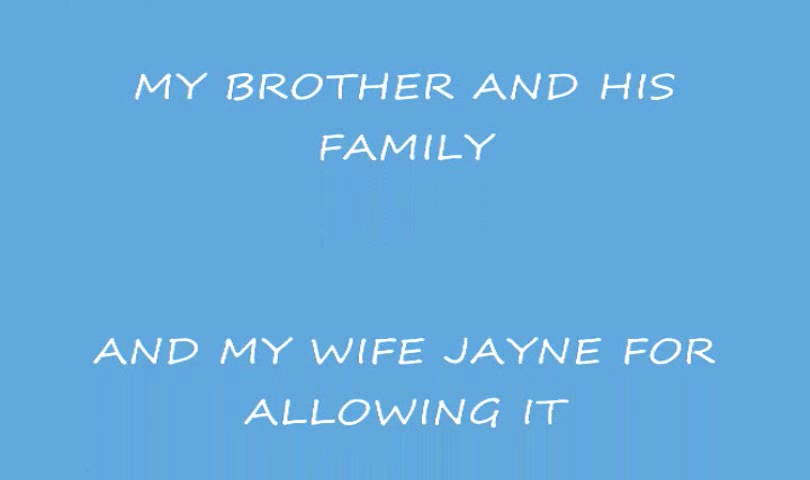 MY BROTHER AND HIS
FAMILY
AND MY WIFE JAYNE FOR
ALLOWING IT